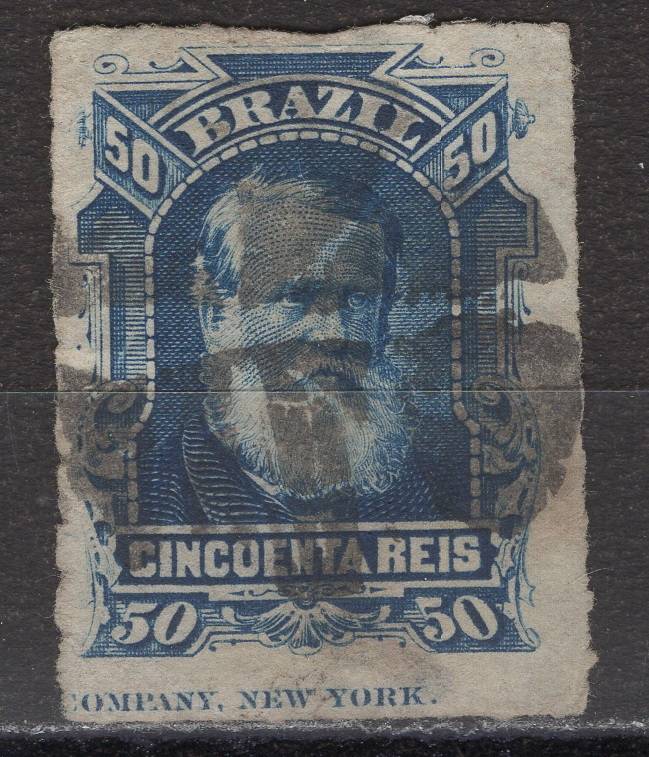 BRAZIL
50 50
CINCOENTA REIS
50 50
COMPANY, NEW YORK.